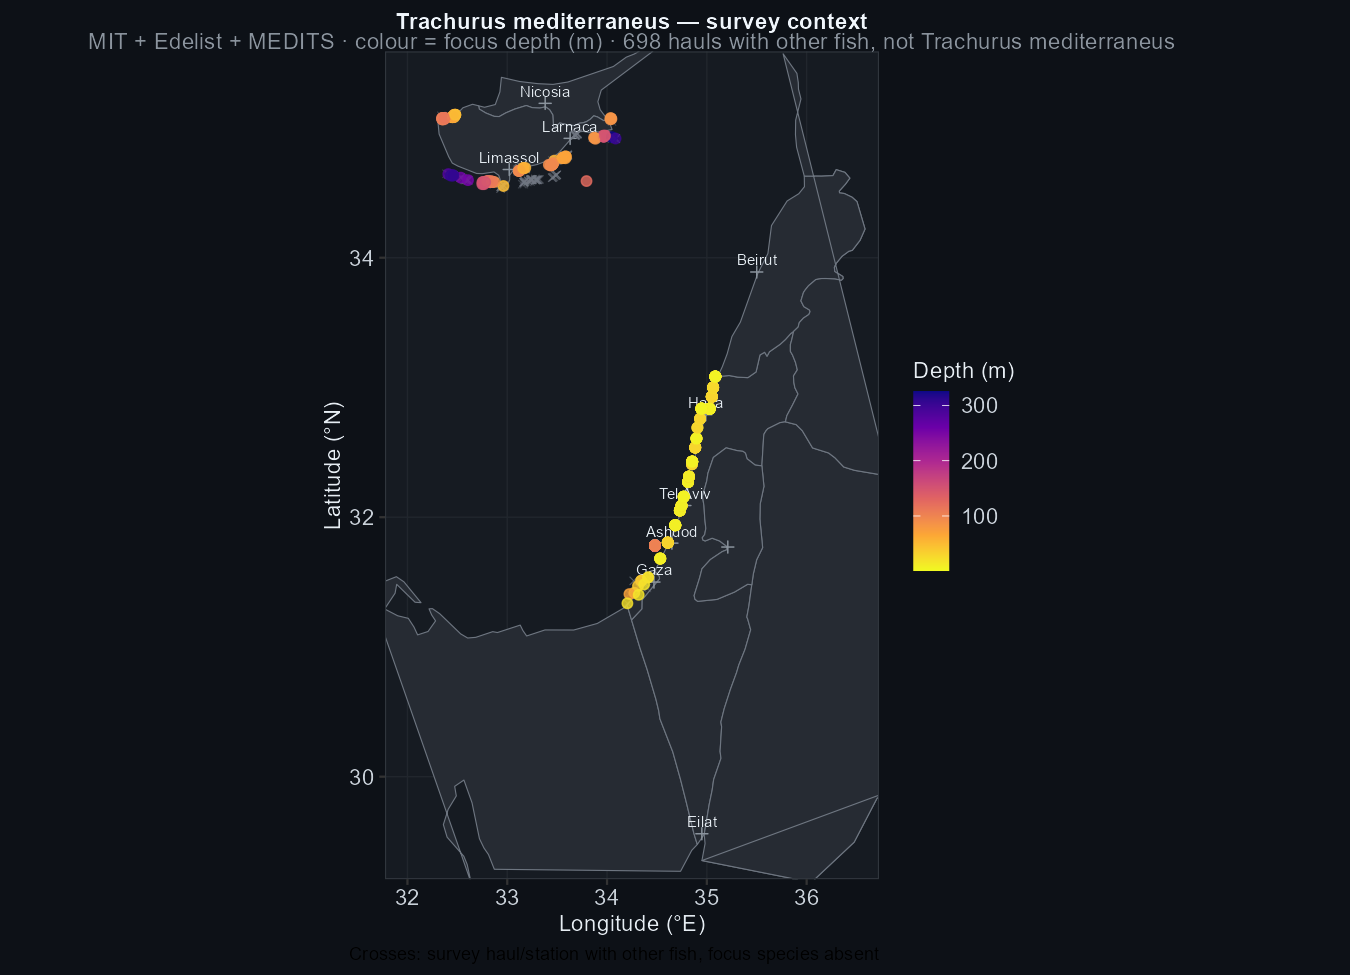 Trachurus mediterraneus — survey context
MIT + Edelist + MEDITS · colour = focus depth (m) · 698 hauls with other fish, not Trachurus mediterraneus
Nicosia
Larnaca
Limassol
34
Beirut
Depth (m)
300
200
100
Haifa
Tel Aviv
32
Ashdod
Gaza
Latitude (°N)
30
Eilat
32
33
34
35
36
Longitude (°E)
Crosses: survey haul/station with other fish, focus species absent